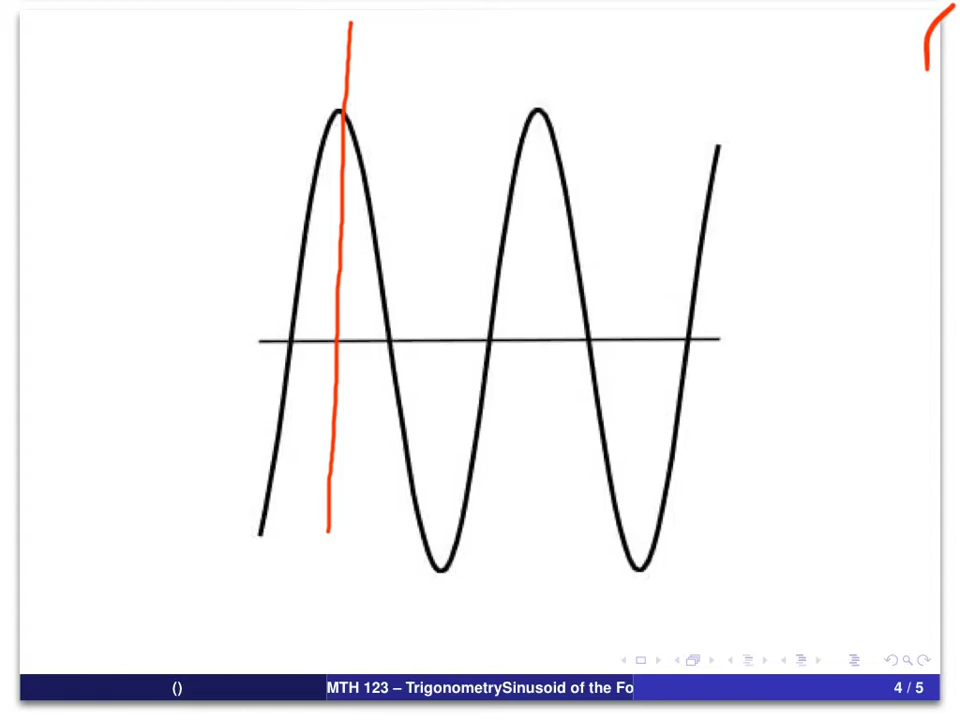 () MTH 123 – TrigonometrySinusoid of the Fo 4 / 5